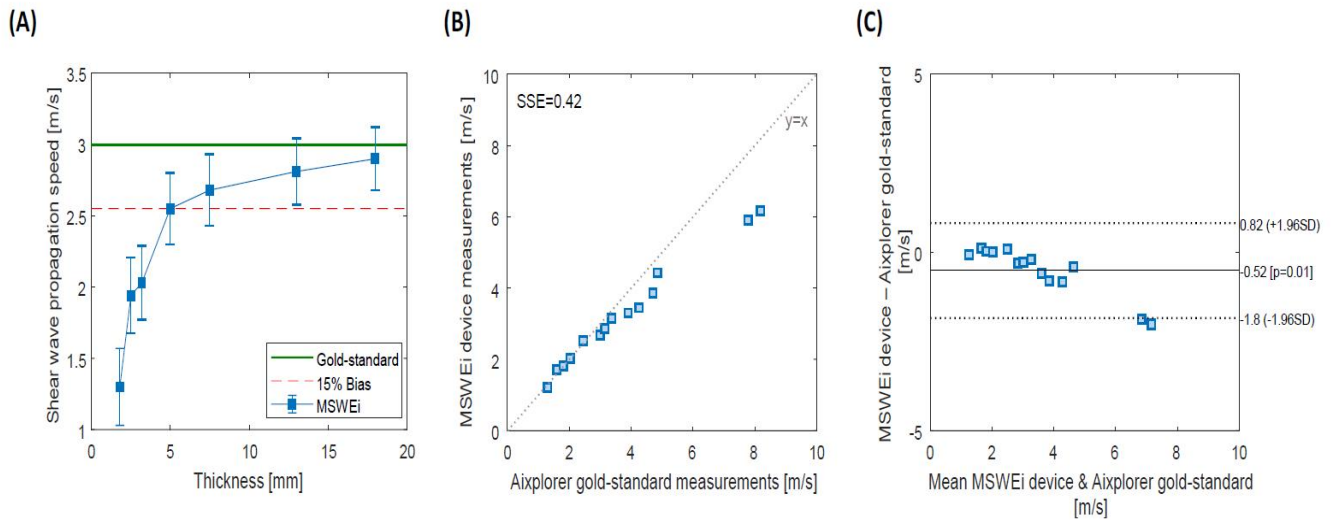 (A)
3.5
3
2.5
2
1.5
1
0
5
10
15
20
Shear wave propagation speed [m/s]
Thickness [mm]
Gold-standard
15% Bias
MSWEi
(B)
10
8
6
4
2
0
0
2
4
6
8
10
SSE=0.42
y=x
MSWEi device measurements [m/s]
Aixplorer gold-standard measurements [m/s]
(C)
5
0
-5
0
2
4
6
8
10
MSWEi device – Aixplorer gold-standard
[m/s]
0.82 (+1.96SD)
-0.52 [p=0.01]
-1.8 (-1.96SD)
Mean MSWEi device & Aixplorer gold-standard
[m/s]